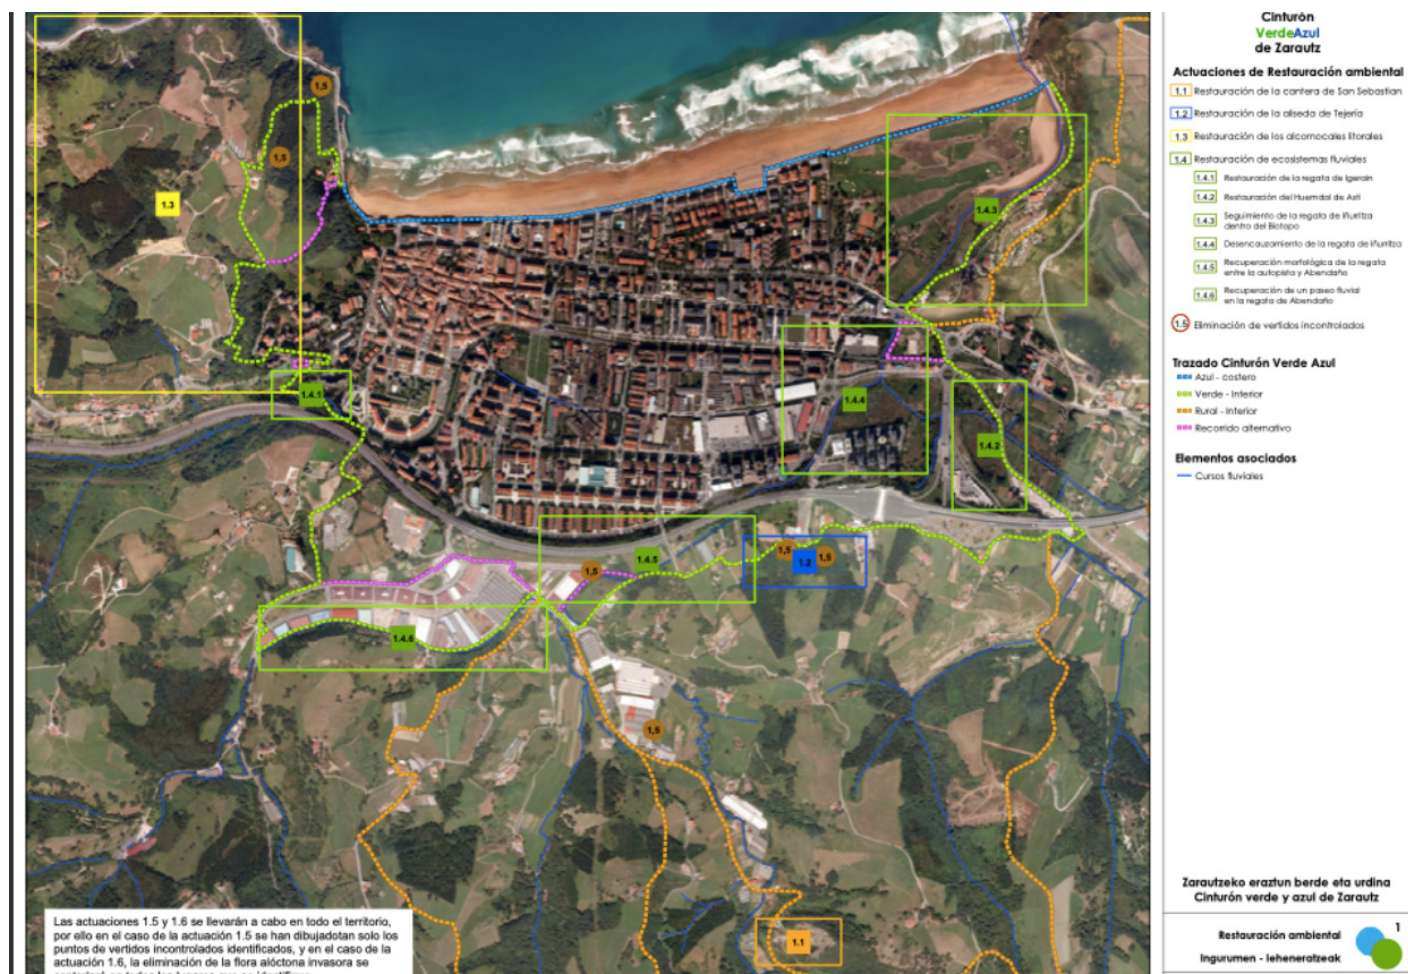 Cinturón
VerdeAzul
de Zarautz
Actuaciones de Restauración ambiental
1.1 Restauración de la cantera de San Sebastian
1.2 Restauración de la aliseda de Tejería
1.3 Restauración de los alcornocales litorales
1.4 Restauración de ecosistemas fluviales
1.4.1 Restauración de la regata de Igerain
1.4.2 Restauración del Huemdal de Asti
1.4.3 Seguimiento de la regata de Iñurritza
dentro del Biotopo
1.4.4 Desencauzamiento de la regata de Iñurritza
1.4.5 Recuperación morfológica de la regata
entre la autopista y Abendaño
1.4.6 Recuperación de un paseo fluvial
en la regata de Abendaño
1.5 Eliminación de vertidos incontrolados
Trazado Cinturón Verde Azul
Azul - costero
Verde - Interior
Rural - Interior
Recorrido alternativo
Elementos asociados
Cursos fluviales
1,5
1,5
1.3
1.4.3
1.4.1
1.4.4
1.4.2
1,5
1.4.5
1,5
1.2
1,5
1.4.6
1,5
1.1
Las actuaciones 1.5 y 1.6 se llevarán a cabo en todo el territorio,
por ello en el caso de la actuación 1.5 se han dibujadotan solo los
puntos de vertidos incontrolados identificados, y en el caso de la
actuación 1.6, la eliminación de la flora alóctona invasora se
Zarautzeko eraztun berde eta urdina
Cinturón verde y azul de Zarautz
Restauración ambiental
1
Ingurumen - leheneratzeak